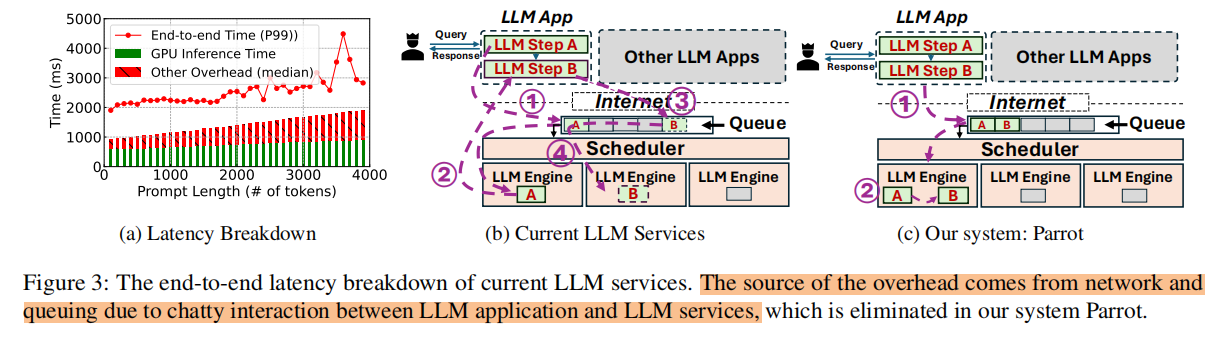 5000
4000
3000
2000
1000
0
Time (ms)
End-to-end Time (P99))
GPU Inference Time
Other Overhead (median)
0 1000 2000 3000 4000
Prompt Length (# of tokens)
(a) Latency Breakdown
LLM App
Query
Response
LLM Step A
LLM Step B
Other LLM Apps
① Internet ③
A B Queue
Scheduler
② ④
LLM Engine LLM Engine LLM Engine
A B
(b) Current LLM Services
LLM App
Query
Response
LLM Step A
LLM Step B
Other LLM Apps
① Internet
A B Queue
Scheduler
LLM Engine LLM Engine LLM Engine
② A B
(c) Our system: Parrot
Figure 3: The end-to-end latency breakdown of current LLM services. The source of the overhead comes from network and
queuing due to chatty interaction between LLM application and LLM services, which is eliminated in our system Parrot.